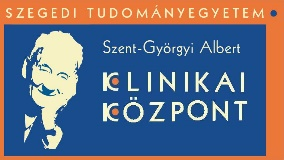 SZEGEDI TUDOMÁNYEGYETEM
Szent-Györgyi Albert
KLINIKAI
KÖZPONT